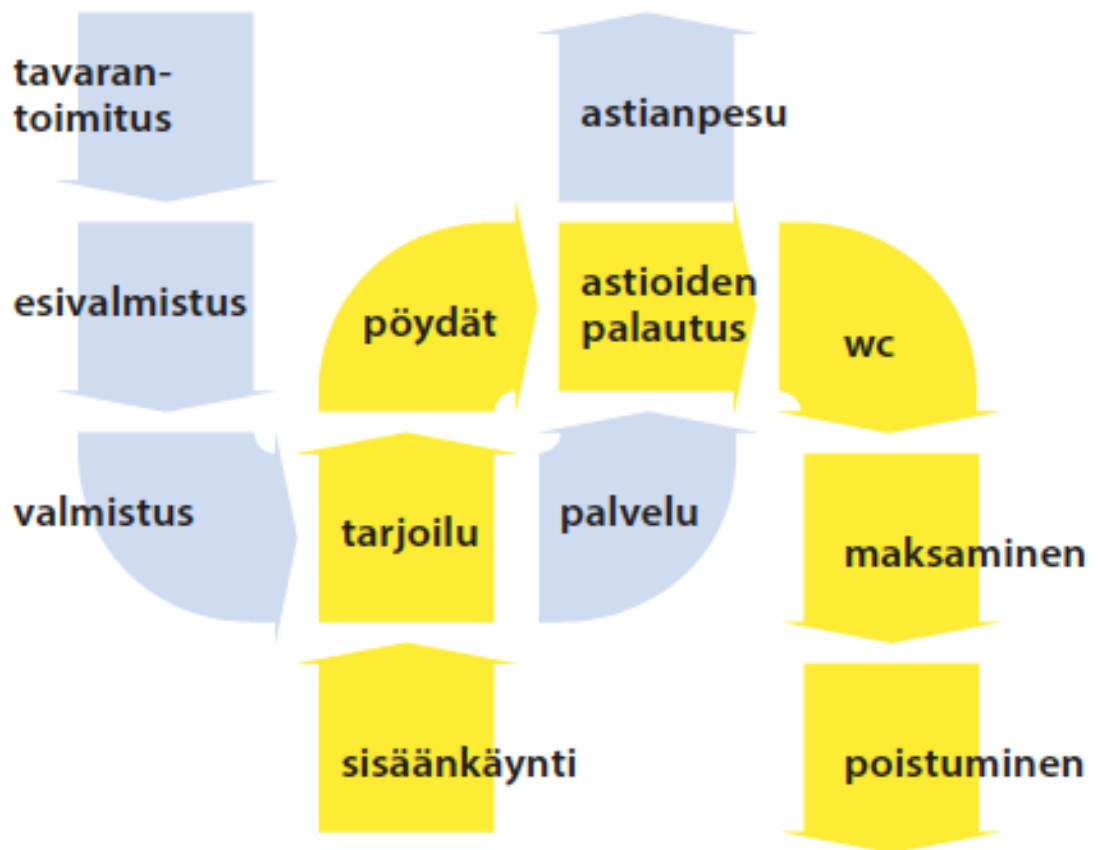 tavaran-
toimitus
astianpesu
esivalmistus
pöydät
astioiden
palautus
wc
valmistus
tarjoilu
palvelu
maksaminen
sisäänkäynti
poistuminen